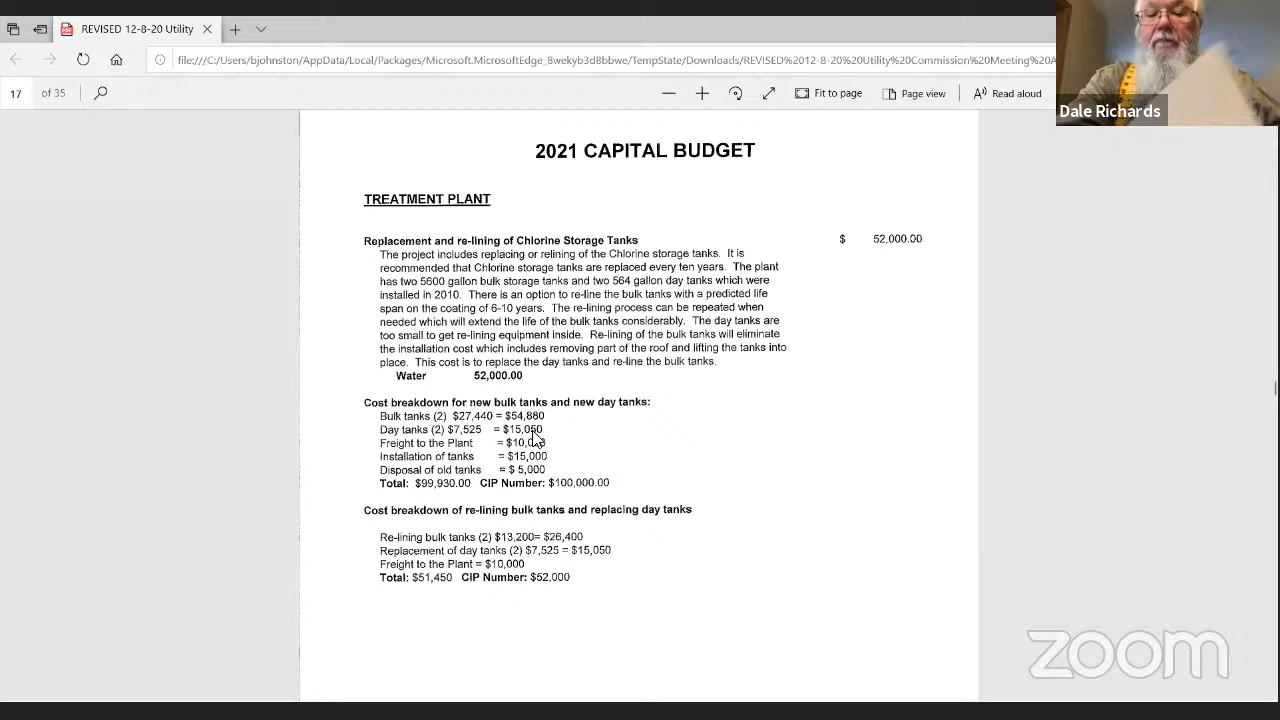 REVISED 12-8-20 Utility
file:///C:/Users/bjohnston/AppData/Local/Packages/Microsoft.MicrosoftEdge_8wekyb3d8bbwe/TempState/Downloads/REVISED%2012-8-20%20Utility%20Commission%20Meeting%20A
17 of 35
Fit to page
Page view
Read aloud
Dale Richards
2021 CAPITAL BUDGET
TREATMENT PLANT
Replacement and re-lining of Chlorine Storage Tanks $ 52,000.00
The project includes replacing or relining of the Chlorine storage tanks. It is
recommended that Chlorine storage tanks are replaced every ten years. The plant
has two 5600 gallon bulk storage tanks and two 564 gallon day tanks which were
installed in 2010. There is an option to re-line the bulk tanks with a predicted life
span on the coating of 6-10 years. The re-lining process can be repeated when
needed which will extend the life of the bulk tanks considerably. The day tanks are
too small to get re-lining equipment inside. Re-lining of the bulk tanks will eliminate
the installation cost which includes removing part of the roof and lifting the tanks into
place. This cost is to replace the day tanks and re-line the bulk tanks.
Water 52,000.00
Cost breakdown for new bulk tanks and new day tanks:
Bulk tanks (2) $27,440 = $54,880
Day tanks (2) $7,525 = $15,050
Freight to the Plant = $10,000
Installation of tanks = $15,000
Disposal of old tanks = $ 5,000
Total: $99,930.00 CIP Number: $100,000.00
Cost breakdown of re-lining bulk tanks and replacing day tanks
Re-lining bulk tanks (2) $13,200= $26,400
Replacement of day tanks (2) $7,525 = $15,050
Freight to the Plant = $10,000
Total: $51,450 CIP Number: $52,000
zoom